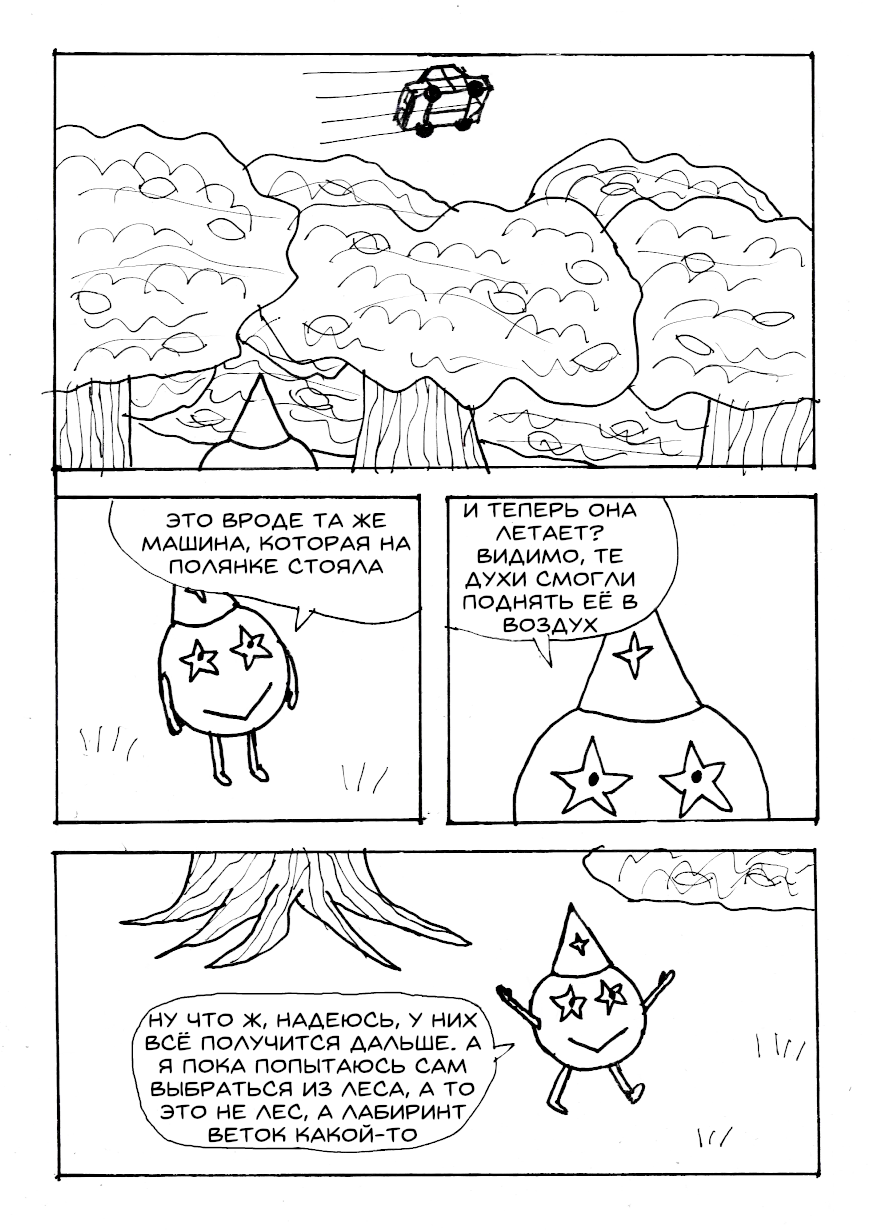 ЭТО ВРОДЕ ТА ЖЕ
МАШИНА, КОТОРАЯ НА
ПОЛЯНКЕ СТОЯЛА
И ТЕПЕРЬ ОНА
ЛЕТАЕТ?
ВИДИМО, ТЕ
ДУХИ СМОГЛИ
ПОДНЯТЬ ЕЁ В
ВОЗДУХ
НУ ЧТО Ж, НАДЕЮСЬ, У НИХ
ВСЁ ПОЛУЧИТСЯ ДАЛЬШЕ. А
Я ПОКА ПОПЫТАЮСЬ САМ
ВЫБРАТЬСЯ ИЗ ЛЕСА, А ТО
ЭТО НЕ ЛЕС, А ЛАБИРИНТ
ВЕТОК КАКОЙ-ТО